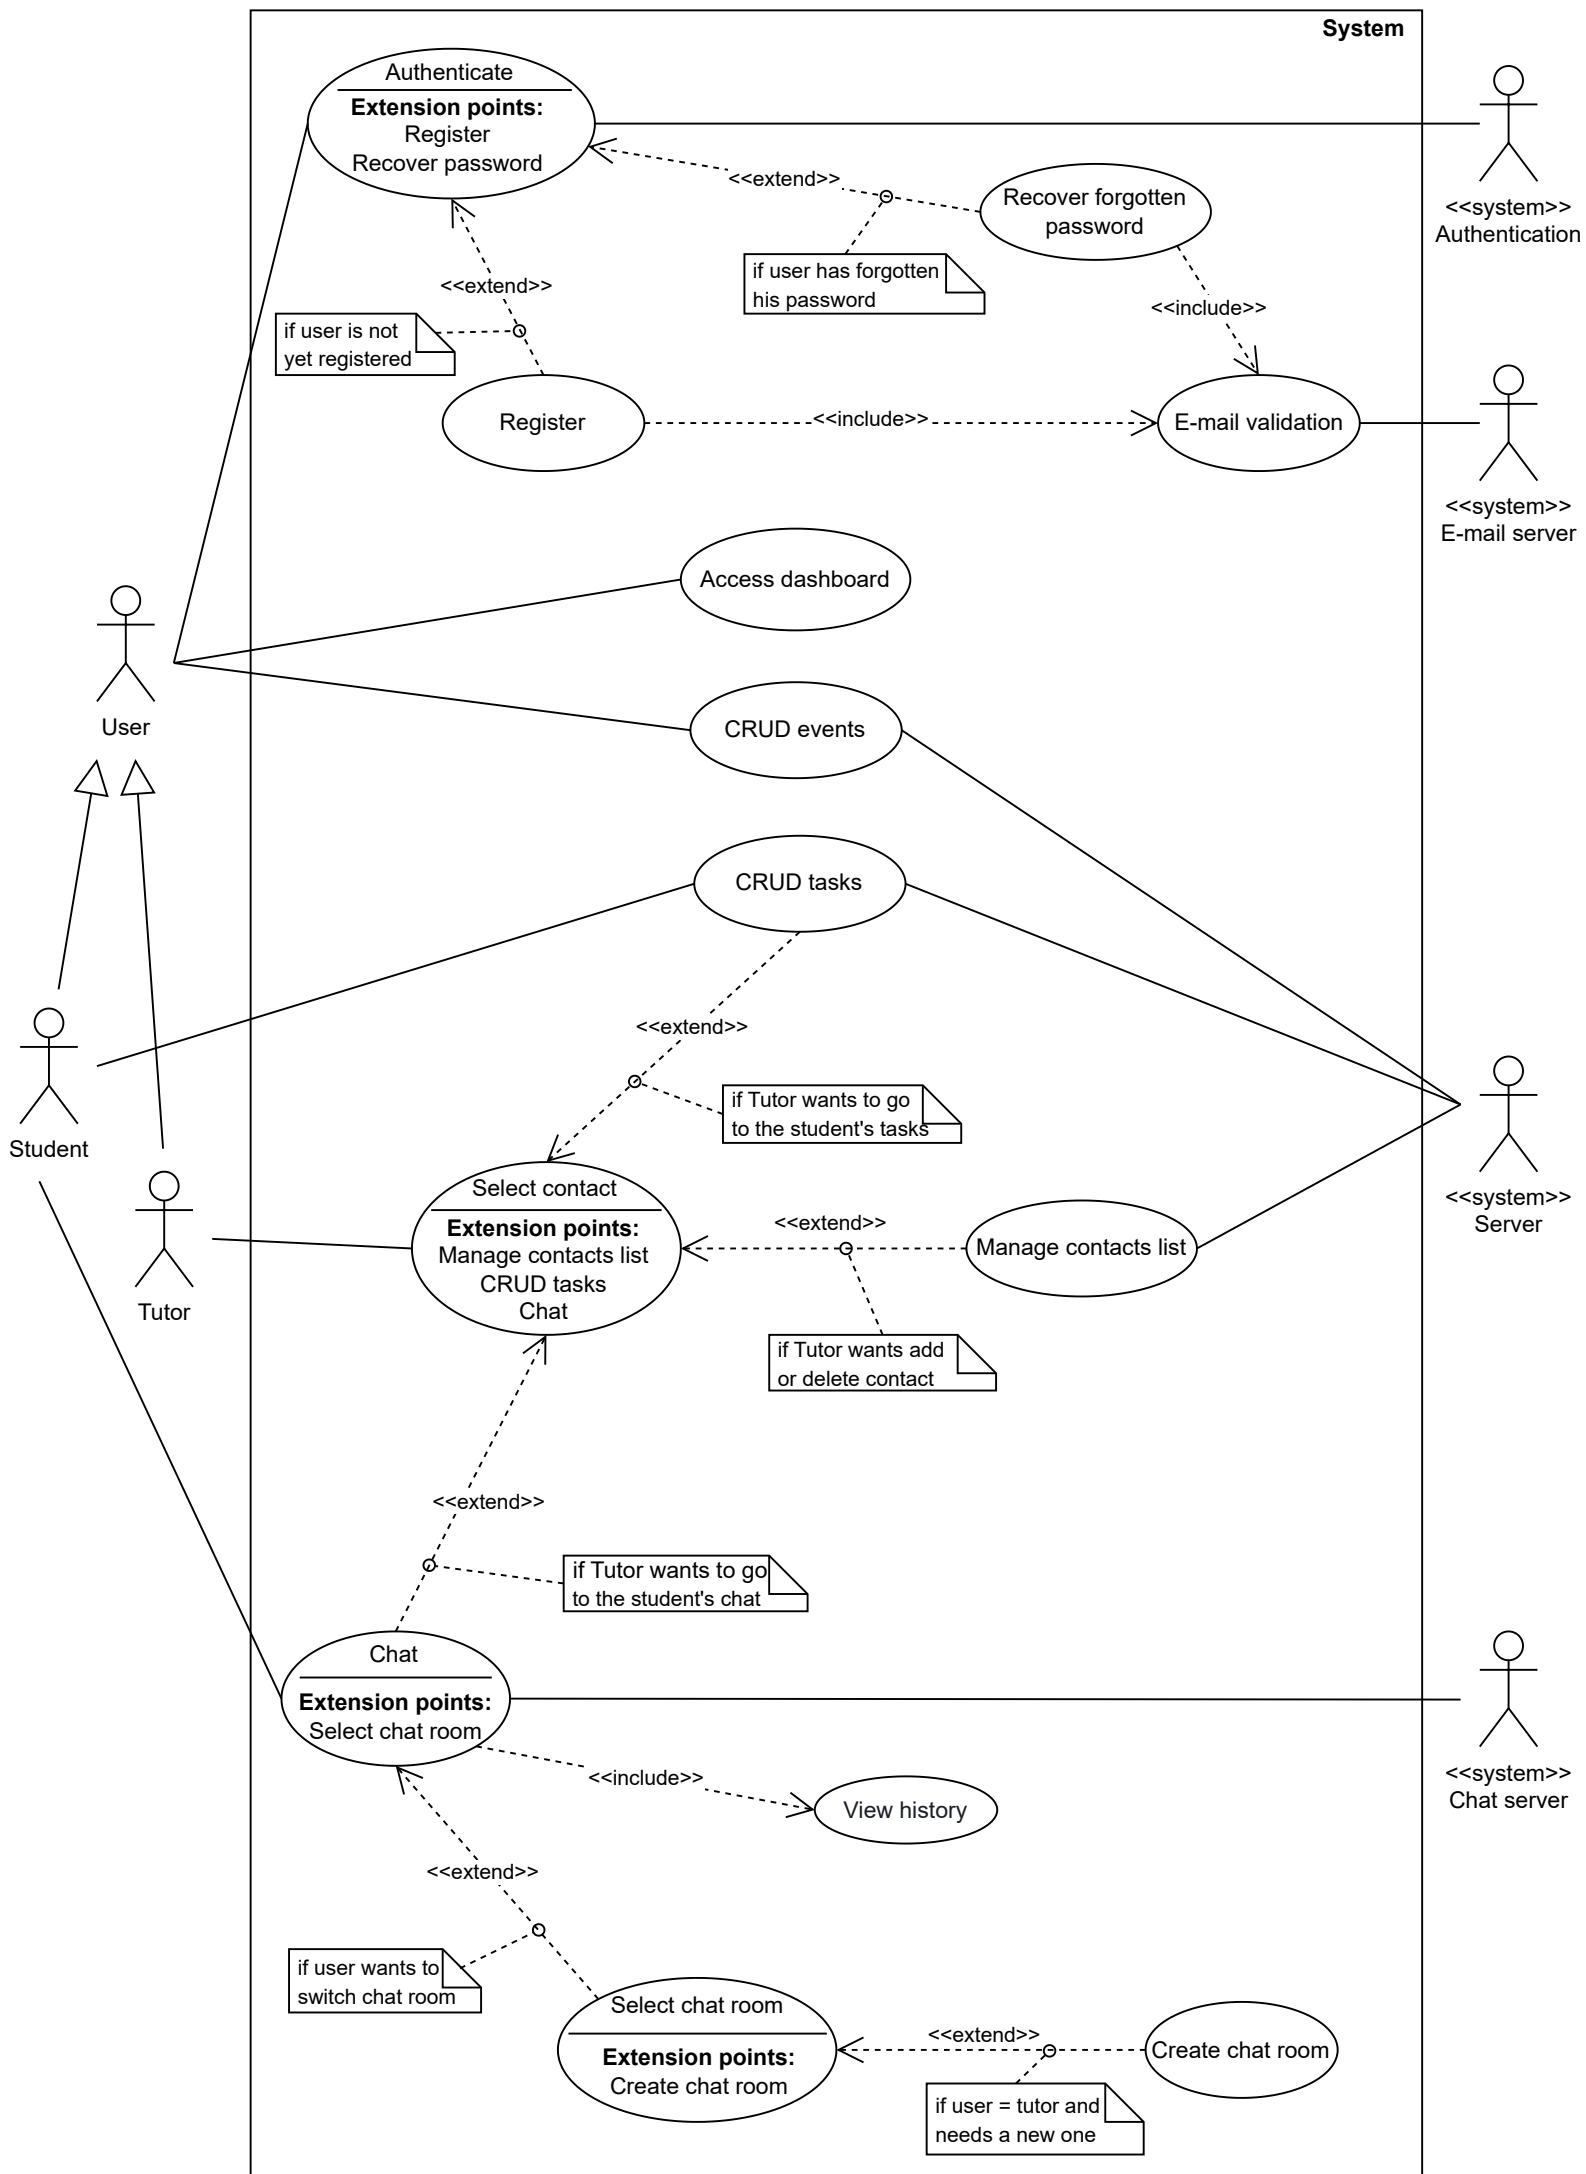 System
Authenticate
Extension points:
Register
Recover password
<<extend>>
Recover forgotten
password
<<system>>
Authentication
if user has forgotten
his password
<<extend>>
<<include>>
if user is not
yet registered
Register
<<include>>
E-mail validation
<<system>>
E-mail server
Access dashboard
User
CRUD events
CRUD tasks
<<extend>>
if Tutor wants to go
to the student's tasks
Student
Select contact
Extension points:
Manage contacts list
CRUD tasks
Chat
<<extend>>
Manage contacts list
<<system>>
Server
Tutor
if Tutor wants add
or delete contact
<<extend>>
if Tutor wants to go
to the student's chat
Chat
Extension points:
Select chat room
<<include>>
View history
<<system>>
Chat server
<<extend>>
if user wants to
switch chat room
Select chat room
Extension points:
Create chat room
<<extend>>
Create chat room
if user = tutor and
needs a new one